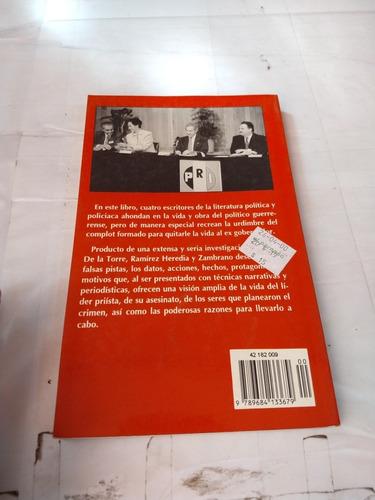 PRI
En este libro, cuatro escritores de la literatura política y
policiaca ahondan en la vida y obra del político guerre-
rense, pero de manera especial recrean la urdimbre del
complot formado para quitarle la vida al ex gober
Producto de una extensa y seria investigac
De la Torre, Ramírez Heredia y Zambrano des
falsas pistas, los datos, acciones, hechos, protagon
motivos que, al ser presentados con técnicas narrati
periodísticas, ofrecen una visión amplia de la vida del lí-
der priísta, de su asesinato, de los seres que planearon el
crimen, así como las poderosas razones para llevarlo a
cabo.
$ 15
42 182 009
00
9 789684 133679